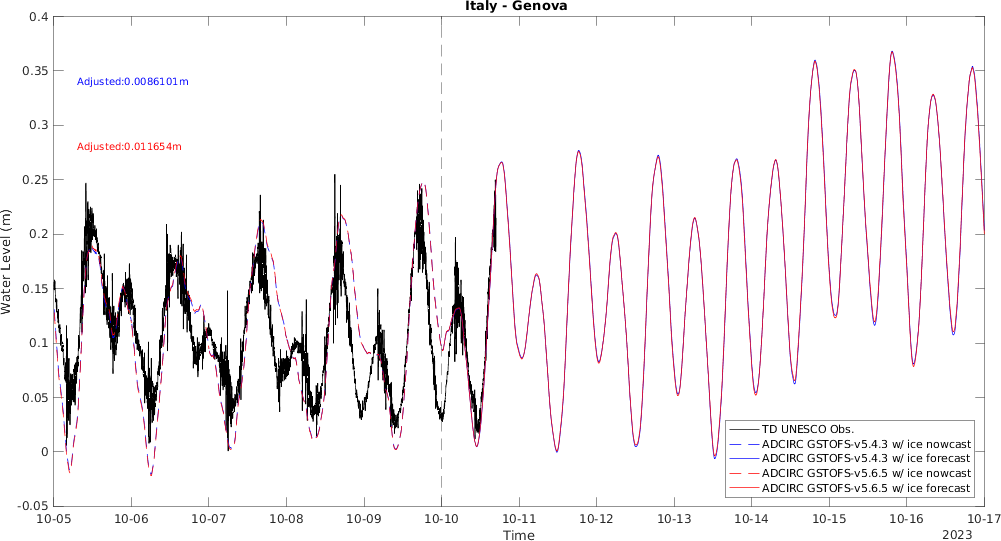 Italy - Genova
0.4
0.35
0.3
0.25
0.2
0.15
0.1
0.05
0
-0.05
Water Level (m)
Adjusted:0.0086101m
Adjusted:0.011654m
TD UNESCO Obs.
ADCIRC GSTOFS-v5.4.3 w/ ice nowcast
ADCIRC GSTOFS-v5.4.3 w/ ice forecast
ADCIRC GSTOFS-v5.6.5 w/ ice nowcast
ADCIRC GSTOFS-v5.6.5 w/ ice forecast
10-05 10-06 10-07 10-08 10-09 10-10 10-11 10-12 10-13 10-14 10-15 10-16 10-17
Time
2023